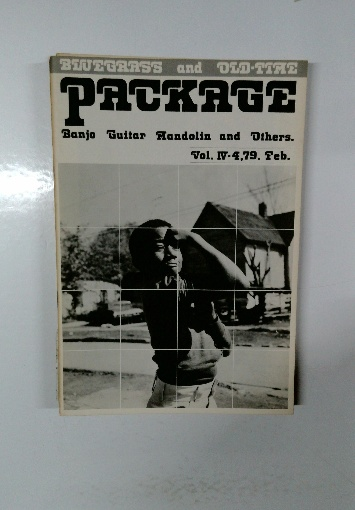 BLUEGRASS and OLD-TIME
PACKAGE
Banjo Guitar Mandolin and Others.
Vol. IV-4,79. Feb.